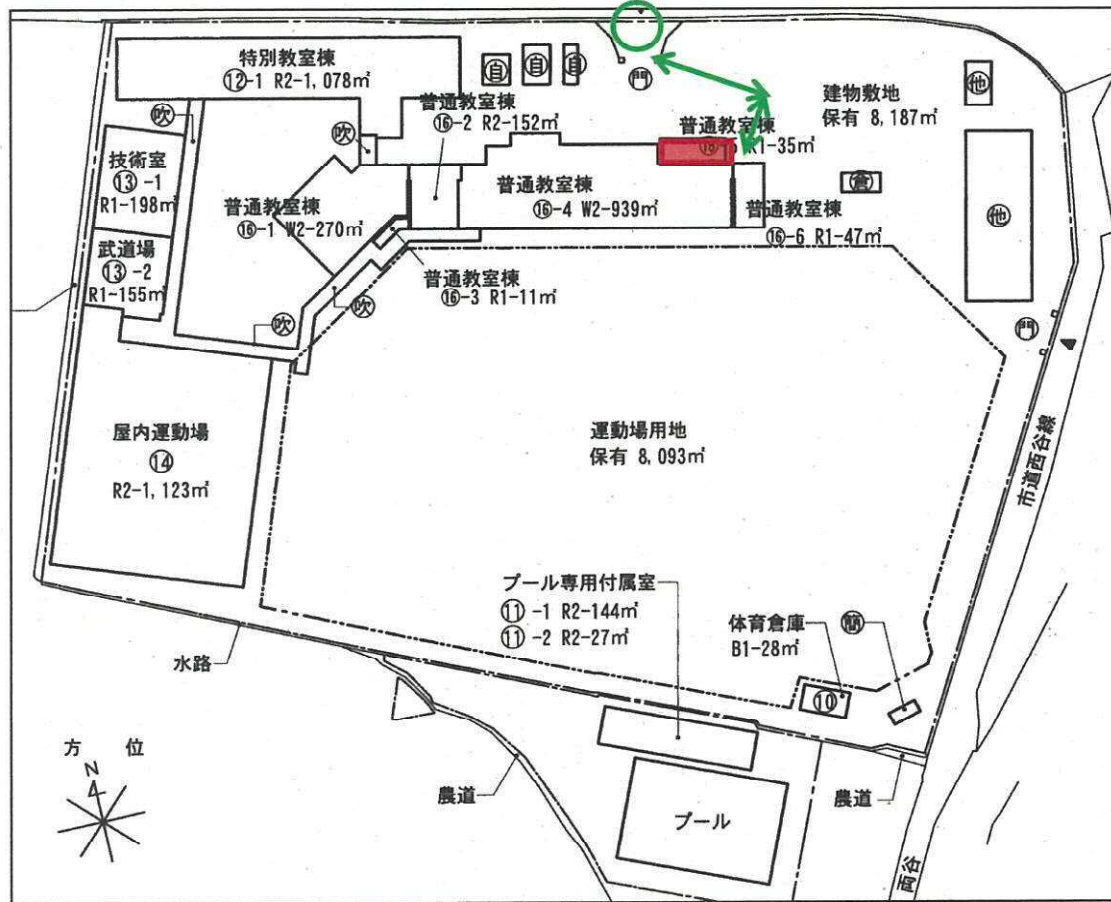 特別教室棟
⑫-1 R2-1,078㎡
自
自
自
門
建物敷地
保有 8,187㎡
他
普通教室棟
⑯-2 R2-152㎡
吹
吹
普通教室棟
R1-35㎡
技術室
⑬-1
R1-198㎡
普通教室棟
⑯-4 W2-939㎡
倉
他
普通教室棟
⑯-1 W2-270㎡
普通教室棟
⑯-6 R1-47㎡
武道場
⑬-2
R1-155㎡
普通教室棟
⑯-3 R1-11㎡
吹
吹
門
屋内運動場
⑭
R2-1,123㎡
運動場用地
保有 8,093㎡
市道西谷線
プール専用付属室
⑪-1 R2-144㎡
⑪-2 R2-27㎡
体育倉庫
B1-28㎡
⑩
簡
水路
方 位
N
農道
農道
プール
両谷